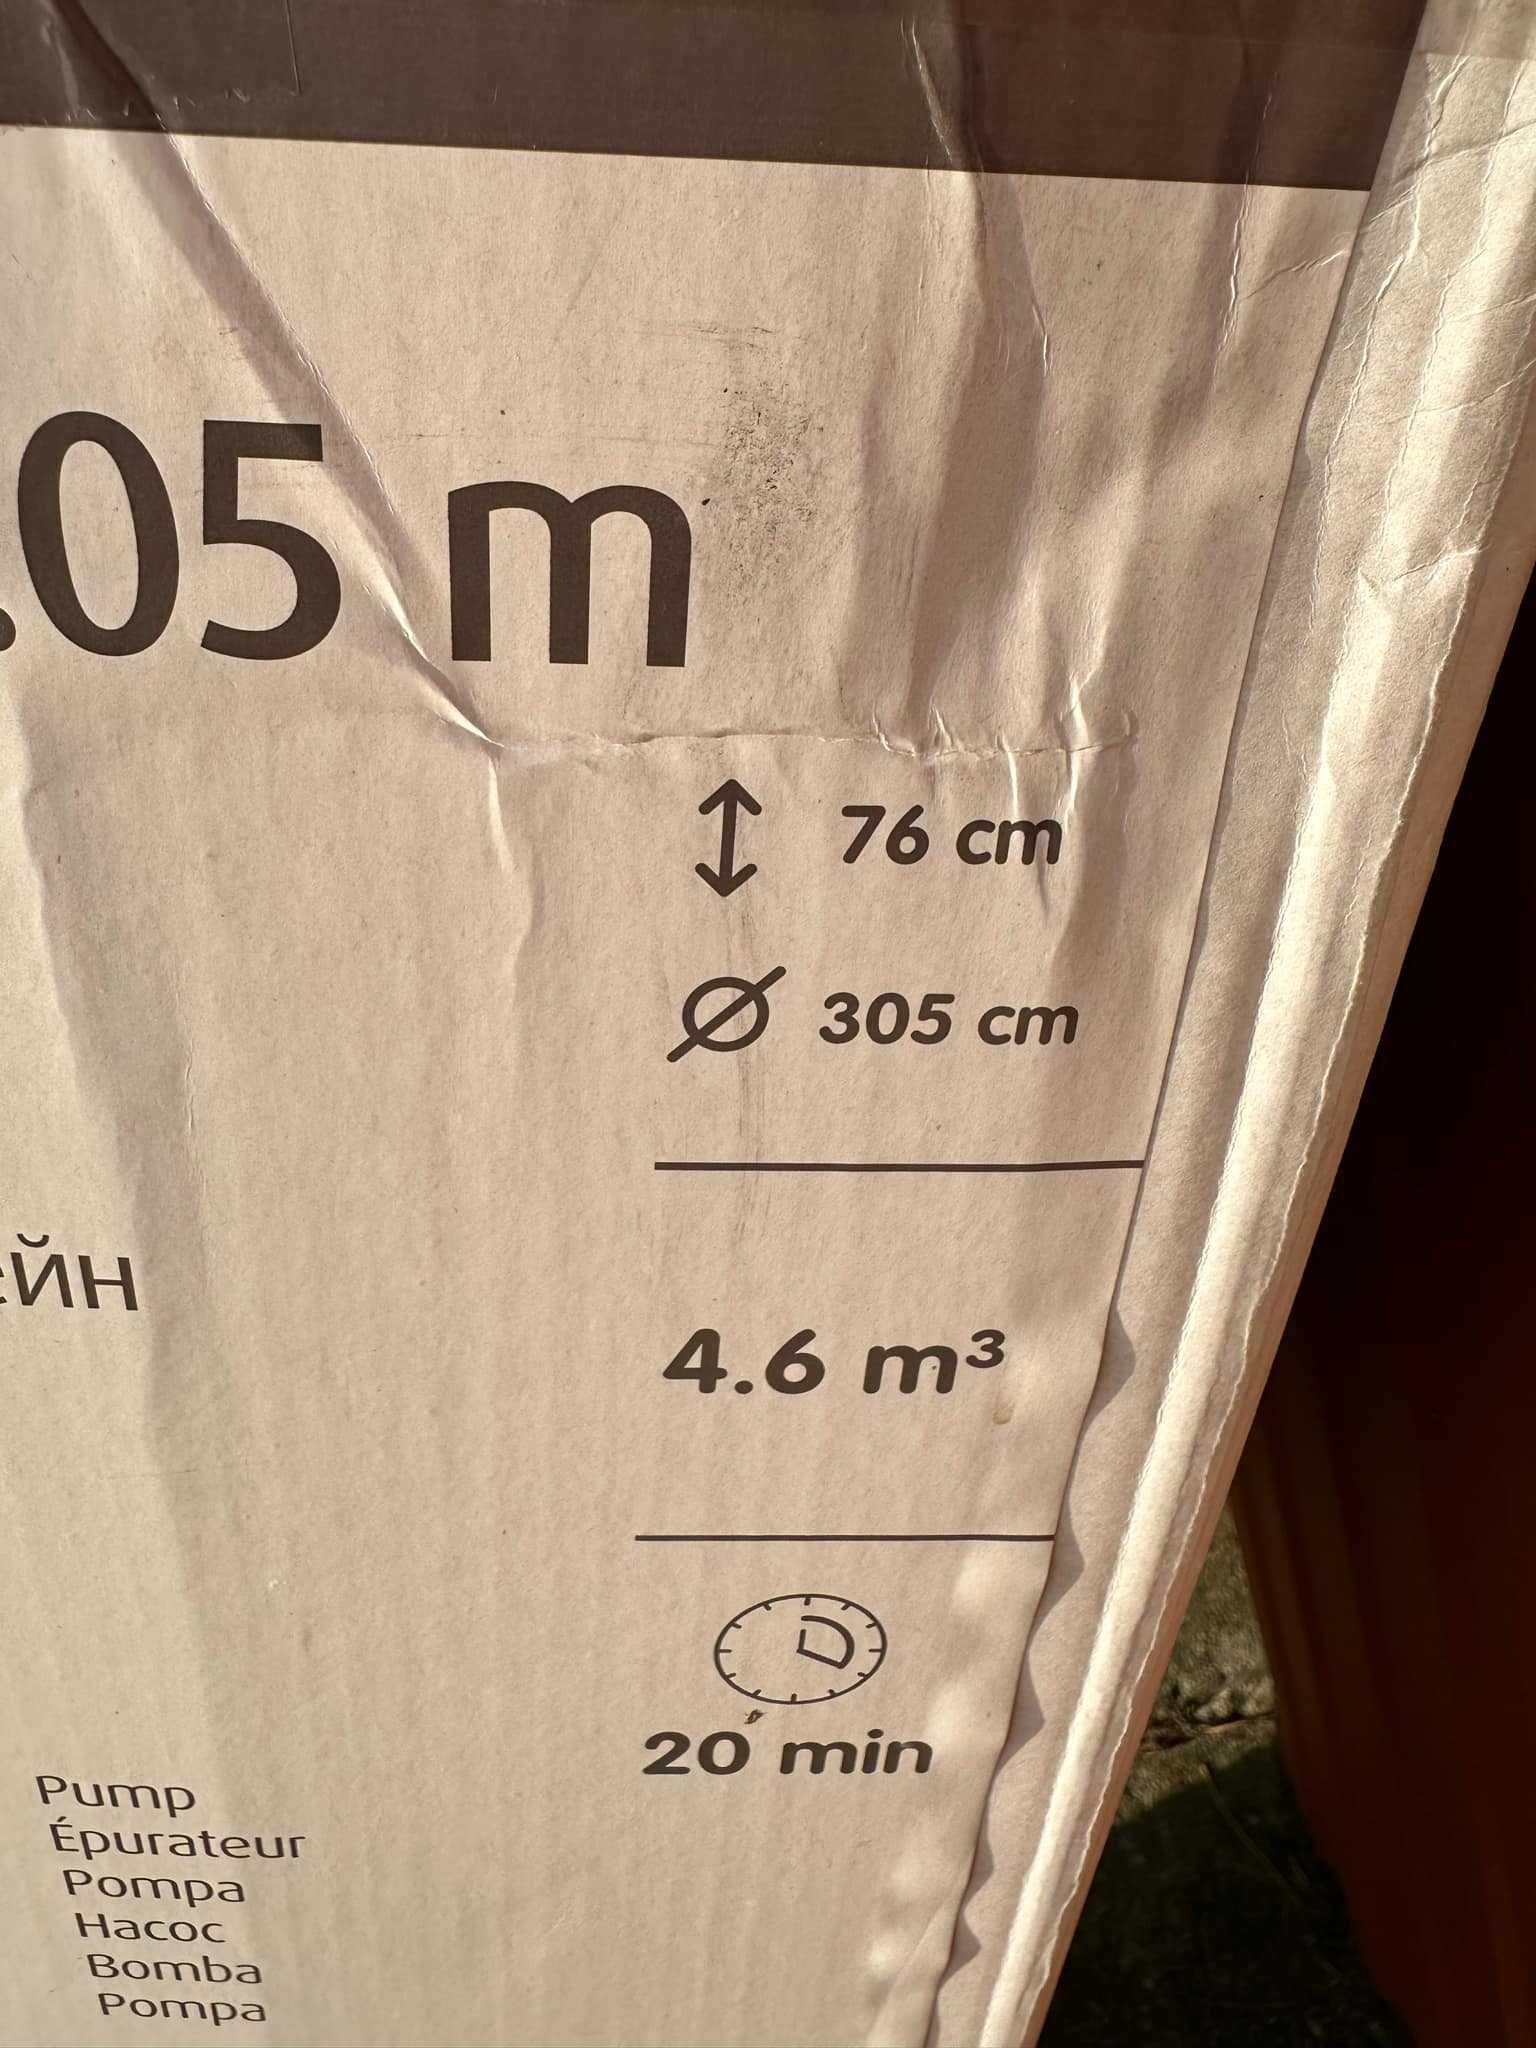 .05 m
76 cm
Ø 305 cm
4.6 m³
ейн
20 min
Pump
Épurateur
Pompa
Насос
Bomba
Pompa